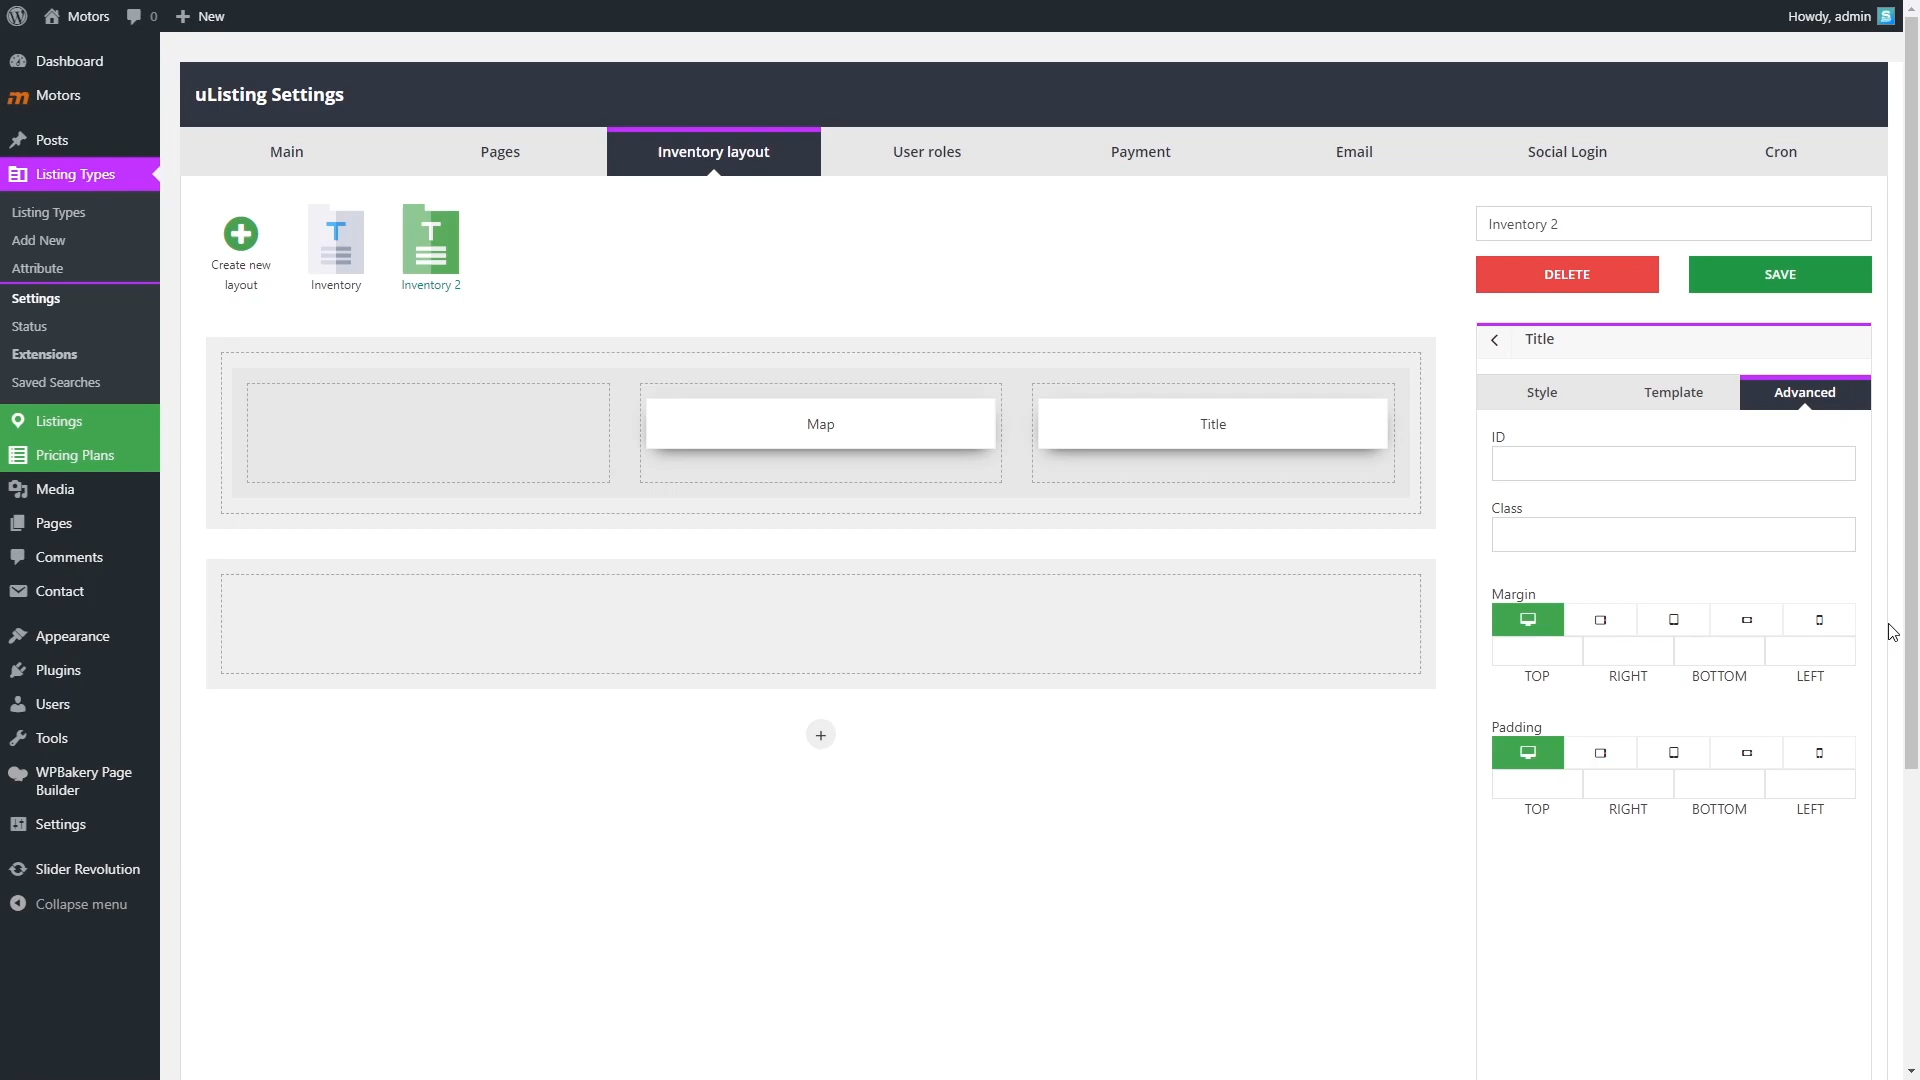 Motors
0
New
Howdy, admin
Dashboard
Motors
Posts
Listing Types
Listing Types
Add New
Attribute
Settings
Status
Extensions
Saved Searches
Listings
Pricing Plans
Media
Pages
Comments
Contact
Appearance
Plugins
Users
Tools
WPBakery Page
Builder
Settings
Slider Revolution
Collapse menu
uListing Settings
Main
Pages
Inventory layout
User roles
Payment
Email
Social Login
Cron
Create new
layout
T
Inventory
T
Inventory 2
Map
Title
+
Inventory 2
DELETE
SAVE
Title
Style
Template
Advanced
ID
Class
Margin
TOP
RIGHT
BOTTOM
LEFT
Padding
TOP
RIGHT
BOTTOM
LEFT